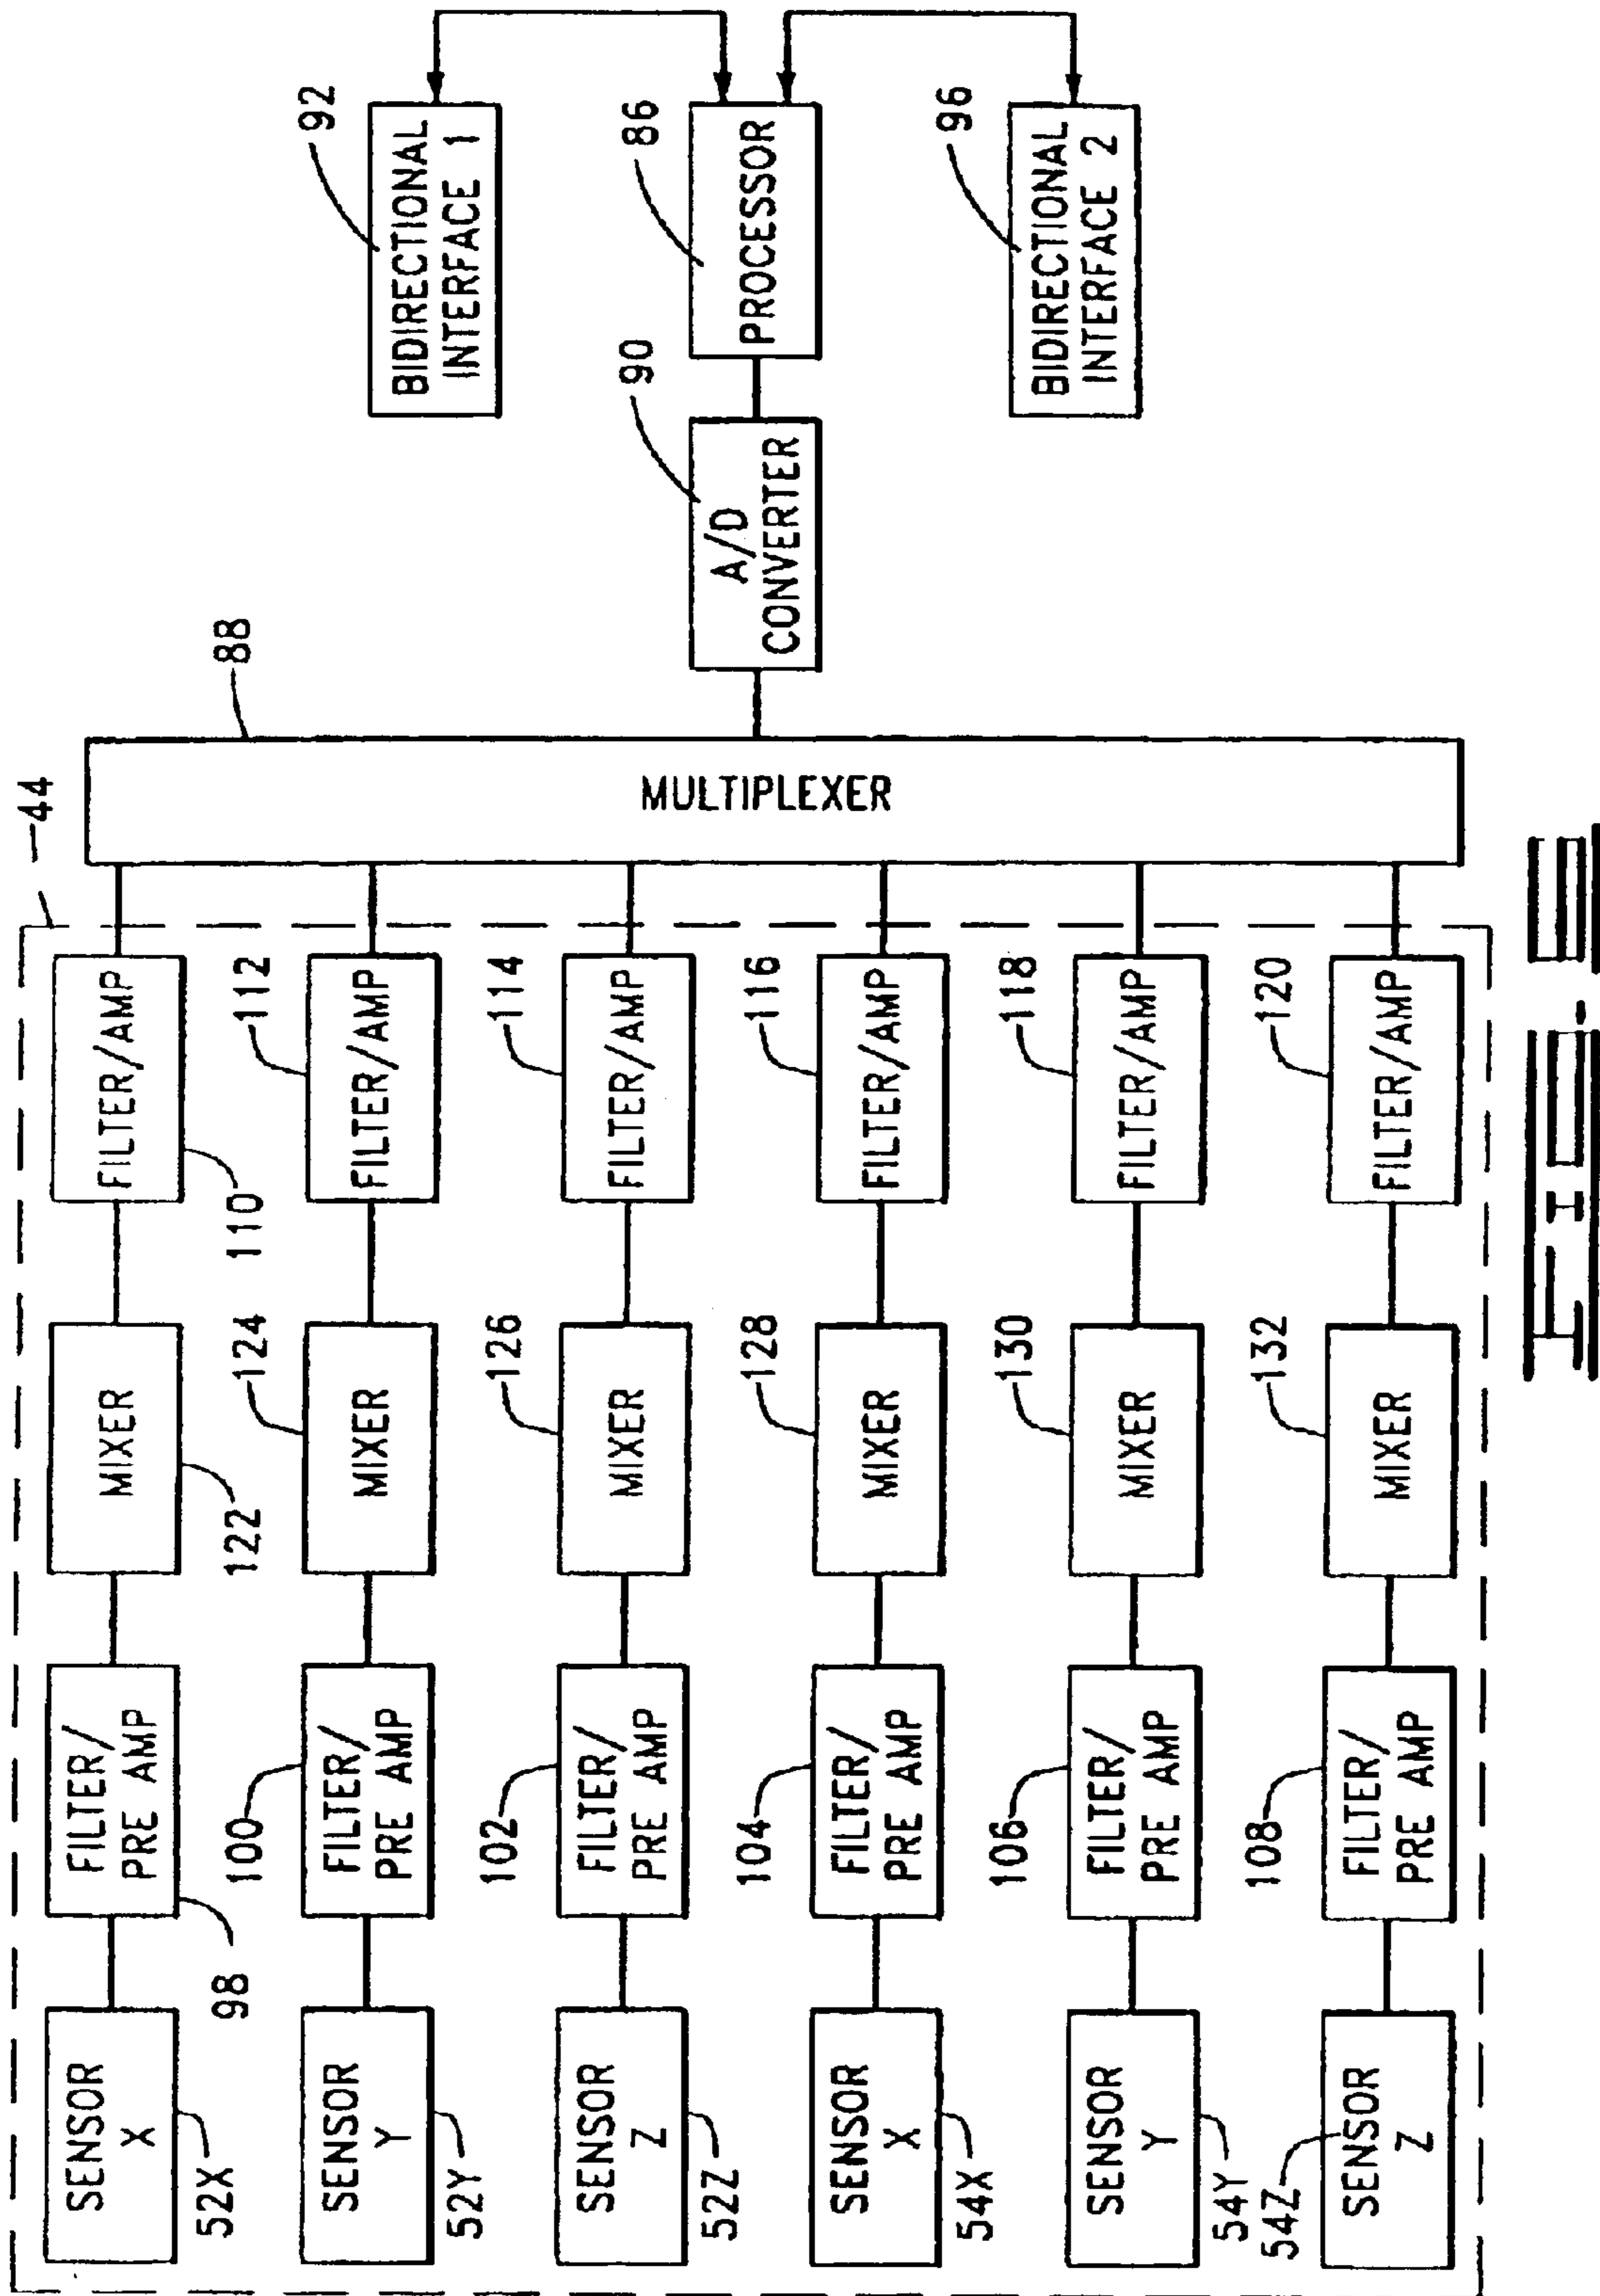 44
SENSOR
X
52X
FILTER/
PRE AMP
98
MIXER
122
FILTER/AMP
110
SENSOR
Y
52Y
FILTER/
PRE AMP
100
MIXER
124
FILTER/AMP
112
SENSOR
Z
52Z
FILTER/
PRE AMP
102
MIXER
126
FILTER/AMP
114
SENSOR
X
54X
FILTER/
PRE AMP
104
MIXER
128
FILTER/AMP
116
SENSOR
Y
54Y
FILTER/
PRE AMP
106
MIXER
130
FILTER/AMP
118
SENSOR
Z
54Z
FILTER/
PRE AMP
108
MIXER
132
FILTER/AMP
120
88
MULTIPLEXER
90
A/D
CONVERTER
92
BIDIRECTIONAL
INTERFACE 1
86
PROCESSOR
96
BIDIRECTIONAL
INTERFACE 2